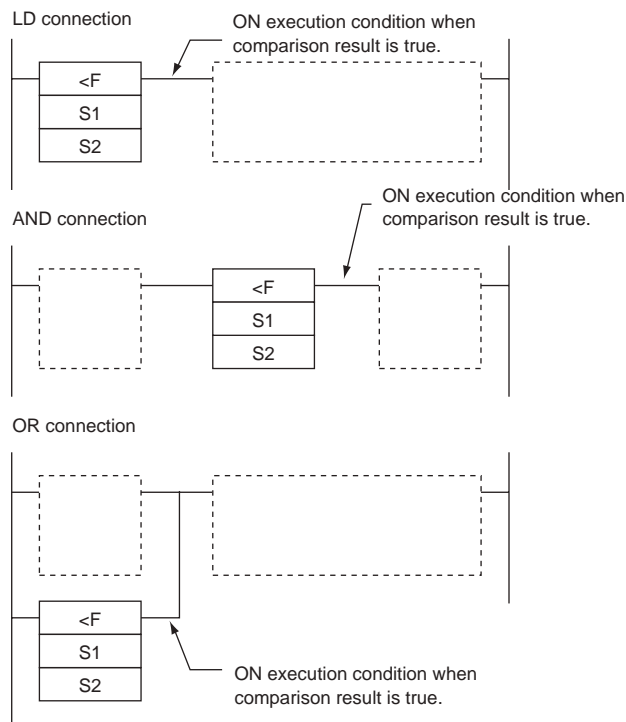 LD connection
ON execution condition when
comparison result is true.
<F
S1
S2
AND connection
ON execution condition when
comparison result is true.
<F
S1
S2
OR connection
<F
S1
S2
ON execution condition when
comparison result is true.